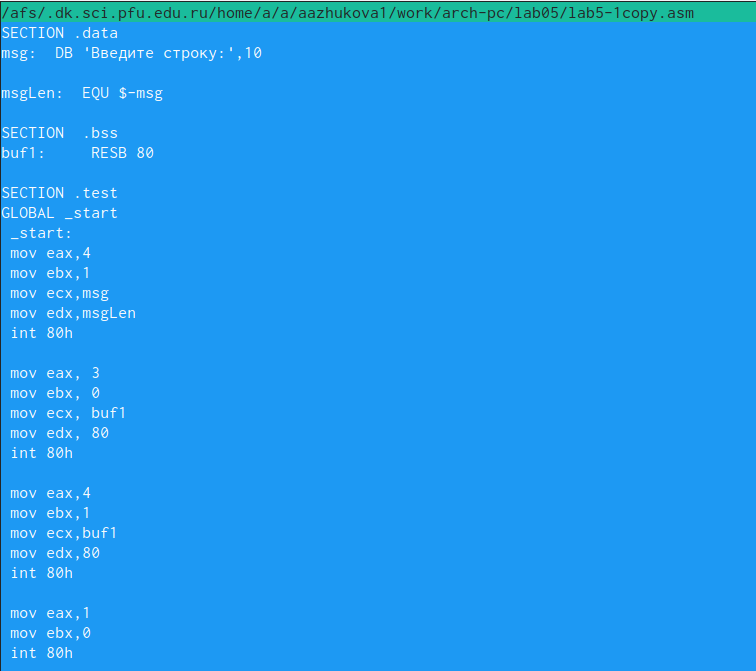 /afs/.dk.sci.pfu.edu.ru/home/a/a/aazhukova1/work/arch-pc/lab05/lab5-1copy.asm
SECTION .data
msg:  DB 'Введите строку:',10

msgLen:  EQU $-msg

SECTION  .bss
buf1:     RESB 80

SECTION .test
GLOBAL _start
 _start:
 mov eax,4
 mov ebx,1
 mov ecx,msg
 mov edx,msgLen
 int 80h

 mov eax, 3
 mov ebx, 0
 mov ecx, buf1
 mov edx, 80
 int 80h

 mov eax,4
 mov ebx,1
 mov ecx,buf1
 mov edx,80
 int 80h

 mov eax,1
 mov ebx,0
 int 80h